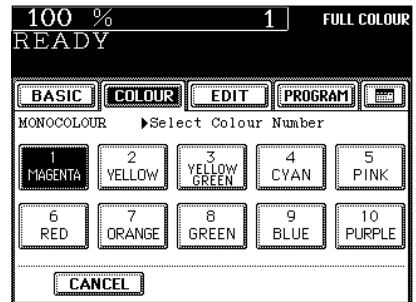 100 % 1 FULL COLOUR
READY
BASIC COLOUR EDIT PROGRAM
MONOCOLOUR ▶Select Colour Number
1 2 3 4 5
MAGENTA YELLOW YELLOW GREEN CYAN PINK
6 7 8 9 10
RED ORANGE GREEN BLUE PURPLE
CANCEL